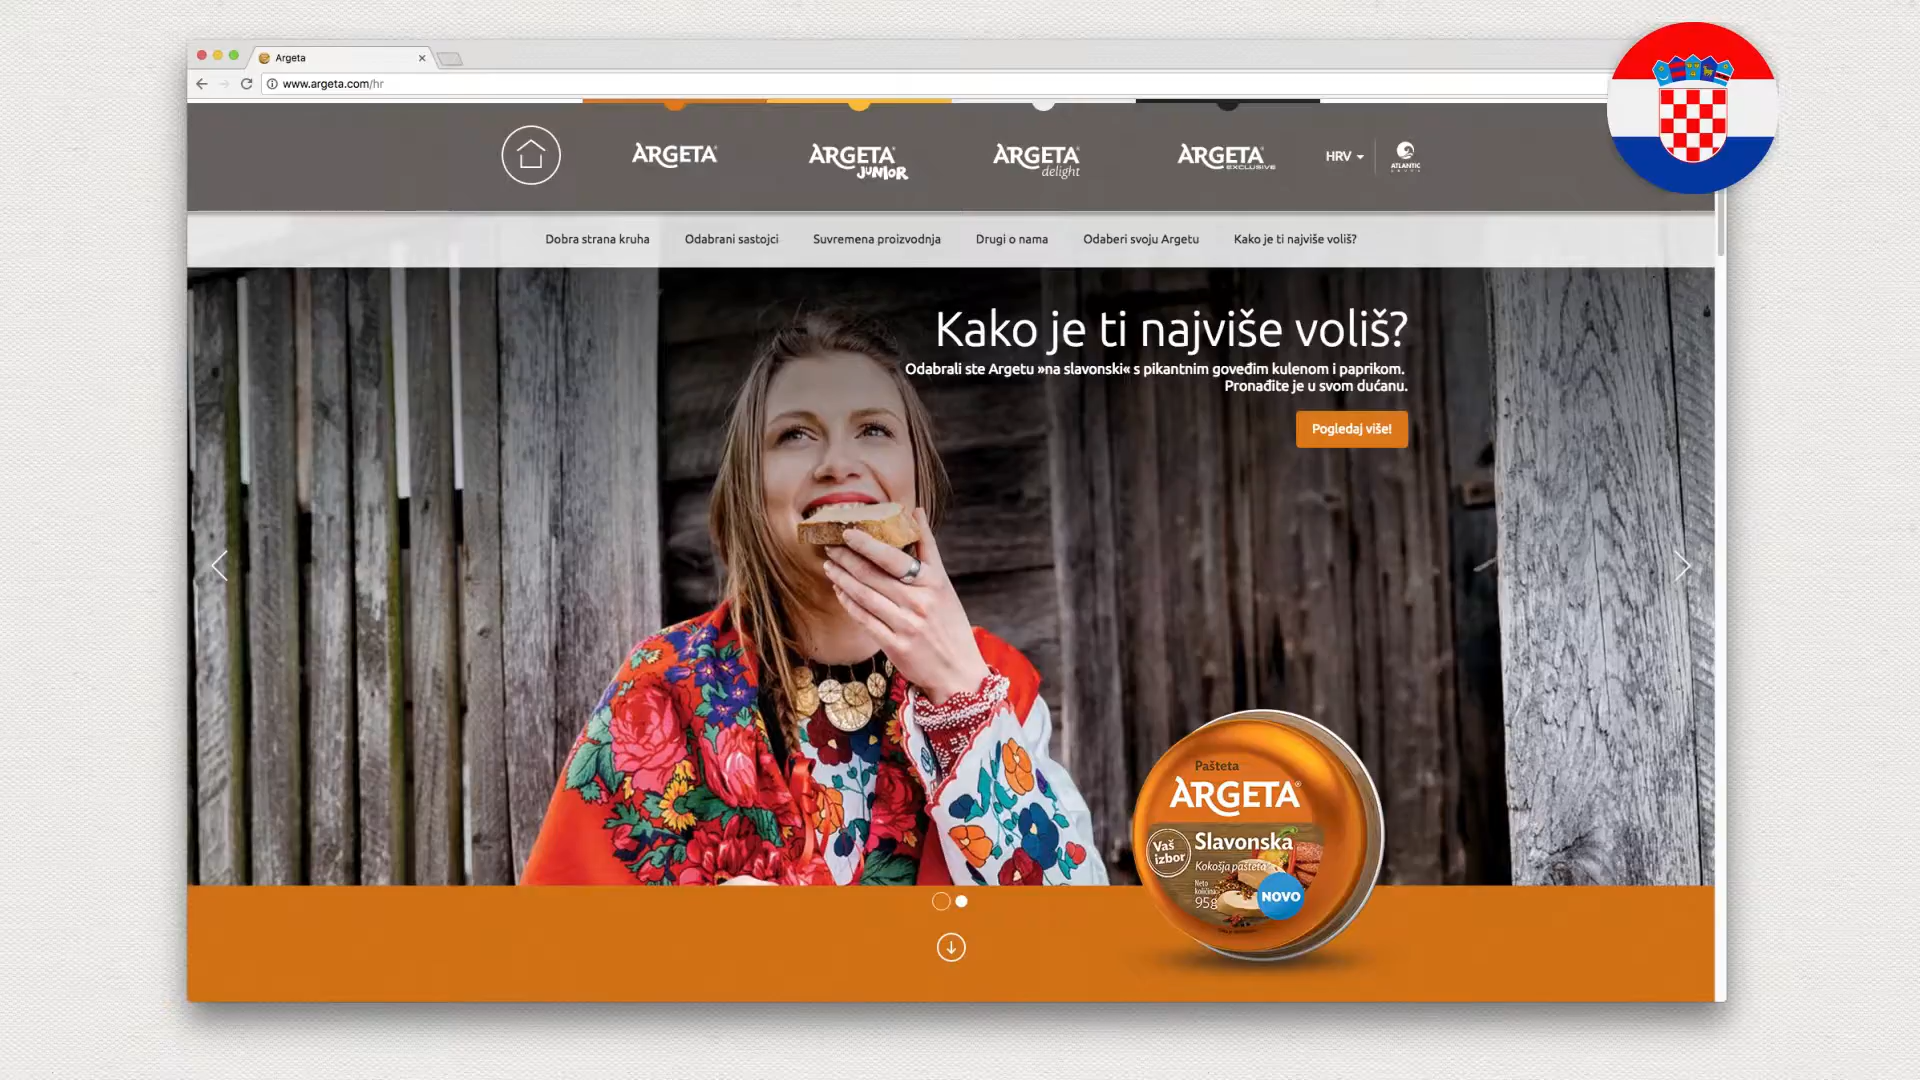 Argeta
www.argeta.com/hr
ARGETA
ARGETA JUNIOR
ARGETA delight
ARGETA EXCLUSIVE
HRV
ATLANTIC
Dobra strana kruha
Odabrani sastojci
Suvremena proizvodnja
Drugi o nama
Odaberi svoju Argetu
Kako je ti najviše voliš?
Kako je ti najviše voliš?
Odabrali ste Argetu »na slavonski« s pikantnim goveđim kulenom i paprikom.
Pronađite je u svom dućanu.
Pogledaj više!
Pašteta
ARGETA®
Vaš
izbor
Slavonska
Kokošja pašteta
Neto
količina:
95g
NOVO